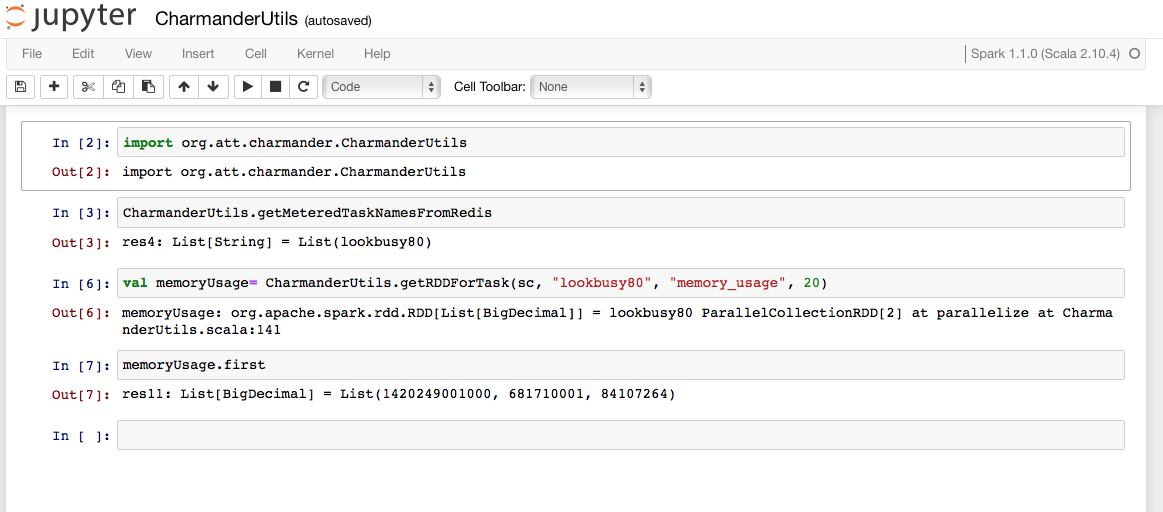 jupyter CharmanderUtils (autosaved)
File Edit View Insert Cell Kernel Help Spark 1.1.0 (Scala 2.10.4)
Code Cell Toolbar: None
In [2]: import org.att.charmander.CharmanderUtils
Out[2]: import org.att.charmander.CharmanderUtils
In [3]: CharmanderUtils.getMeteredTaskNamesFromRedis
Out[3]: res4: List[String] = List(lookbusy80)
In [6]: val memoryUsage= CharmanderUtils.getRDDForTask(sc, "lookbusy80", "memory_usage", 20)
Out[6]: memoryUsage: org.apache.spark.rdd.RDD[List[BigDecimal]] = lookbusy80 ParallelCollectionRDD[2] at parallelize at Charma
nderUtils.scala:141
In [7]: memoryUsage.first
Out[7]: res11: List[BigDecimal] = List(1420249001000, 681710001, 84107264)
In [ ]: